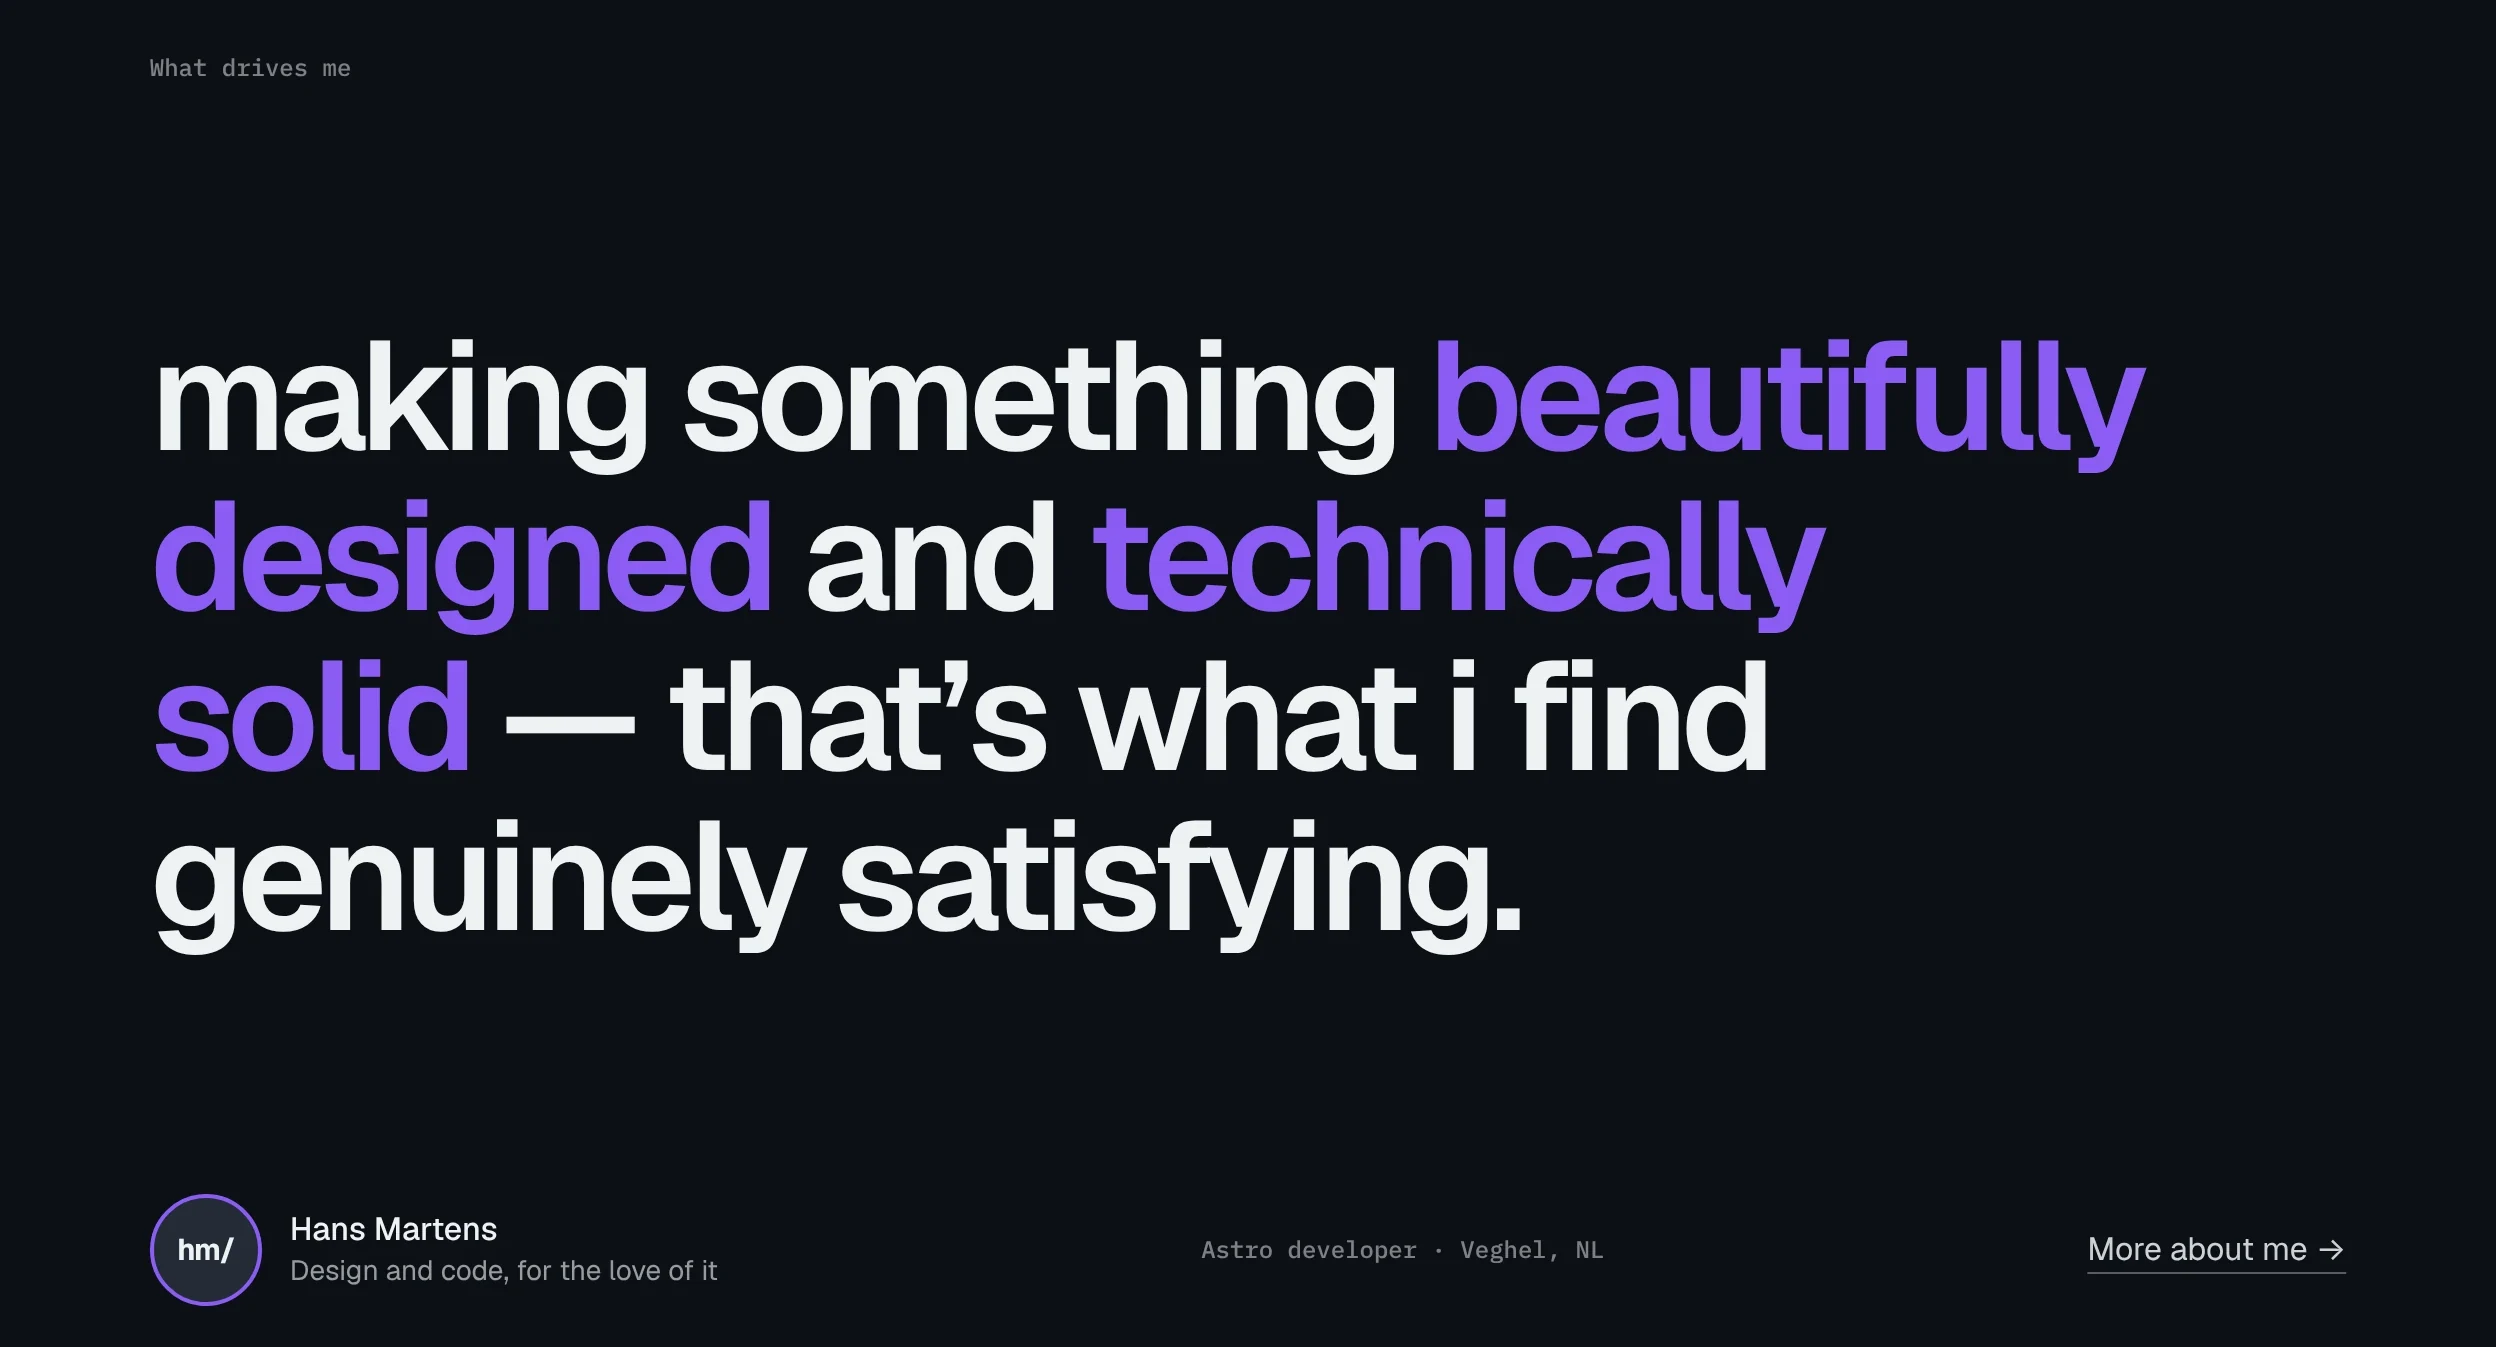 What drives me
making something beautifully
designed and technically
solid — that’s what i find
genuinely satisfying.
hm/
Hans Martens
Design and code, for the love of it
Astro developer · Veghel, NL
More about me →